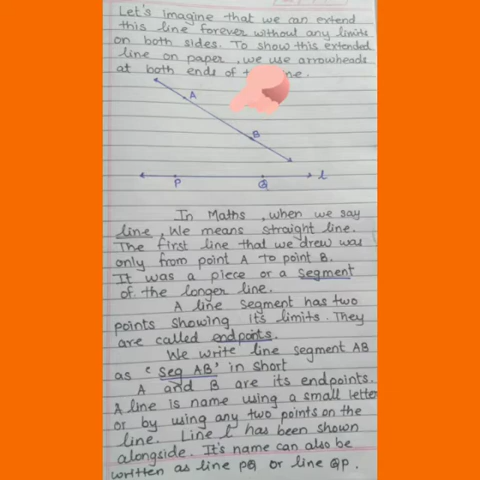 Let's imagine that we can extend
this line forever without any limits
on both sides. To show this extended
line on paper, we use arrowheads
at both ends of ne.
A
B
P
Q
l
In Maths, when we say
line, We means straight line.
The first line that we drew was
only from point A to point B.
It was a piece or a segment
of the longer line.
A line segment has two
points showing its limits. They
are called endpoints.
We write line segment AB
as 'Seg AB' in short
A and B are its endpoints.
A line is name using a small letter
or by using any two points on the
line. Line l has been shown
alongside. It's name can also be
written as line PQ or line QP.